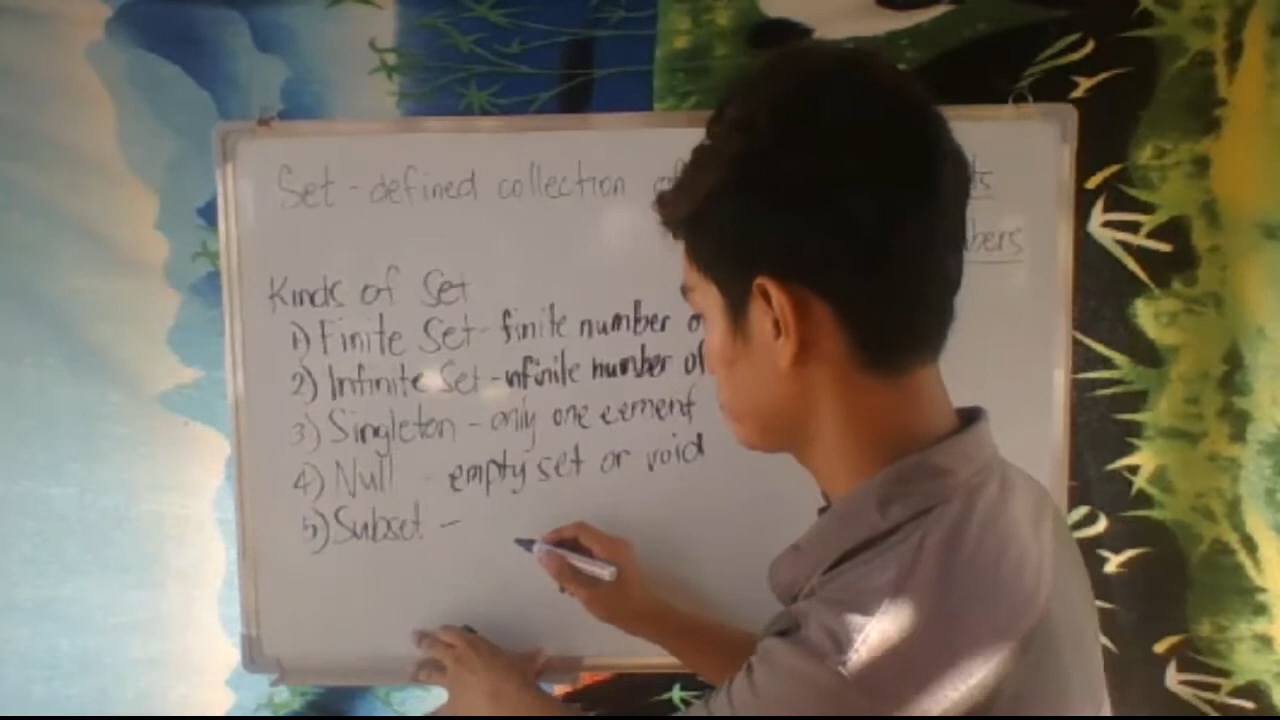 Set - defined collection
Kinds of Set
1) Finite Set - finite number
2) Infinite Set - infinite number of
3) Singleton - only one eement
4) Null - empty set or void
5) Subset -